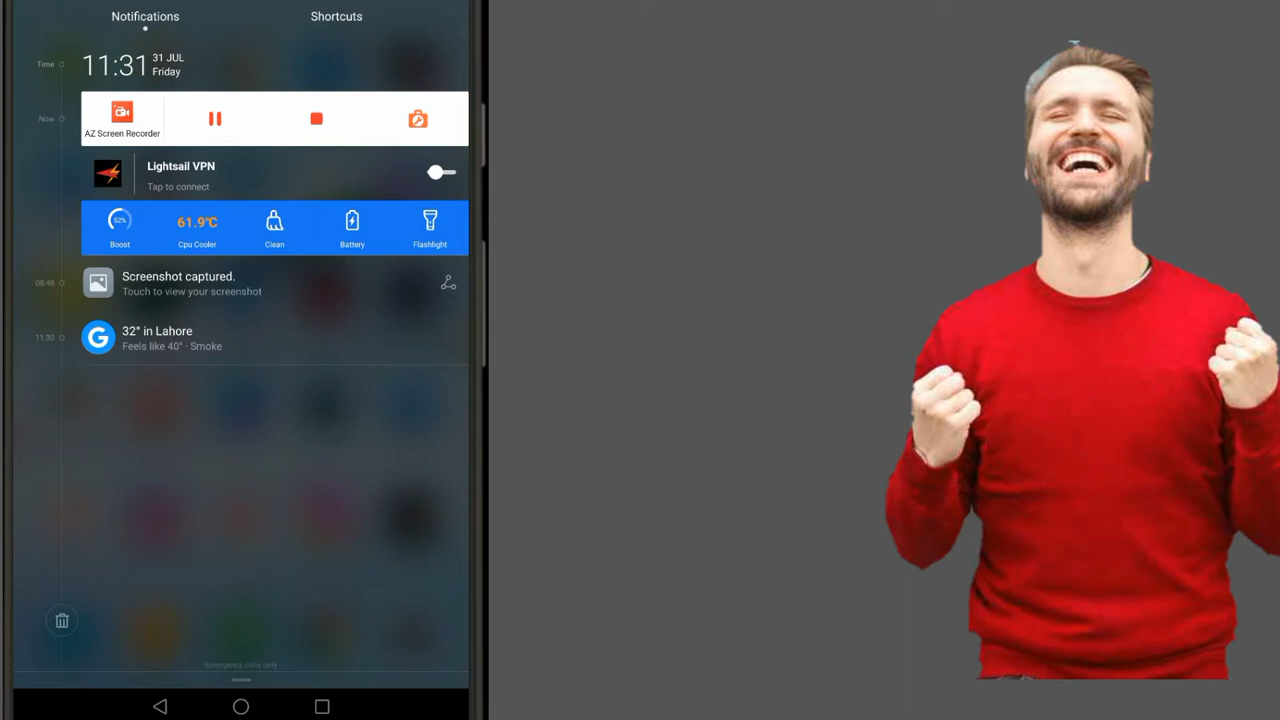 Notifications
Shortcuts
Time
11:31
31 JUL
Friday
Now
AZ Screen Recorder
Lightsail VPN
Tap to connect
52%
61.9°C
Boost
Cpu Cooler
Clean
Battery
Flashlight
08:48
Screenshot captured.
Touch to view your screenshot
11:30
G
32° in Lahore
Feels like 40° · Smoke
Emergency calls only